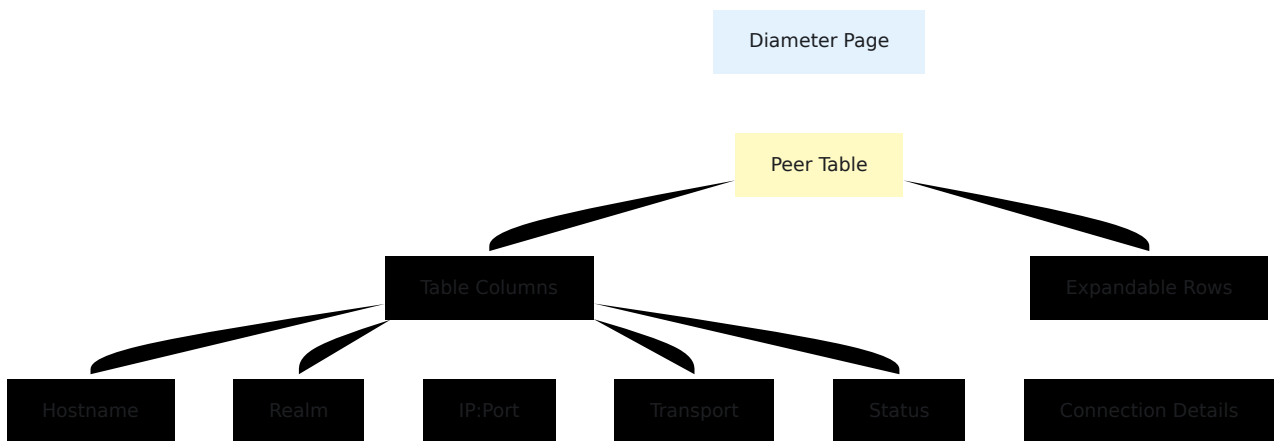 Diameter Page
Peer Table
Table Columns
Expandable Rows
Hostname
Realm
IP:Port
Transport
Status
Connection Details